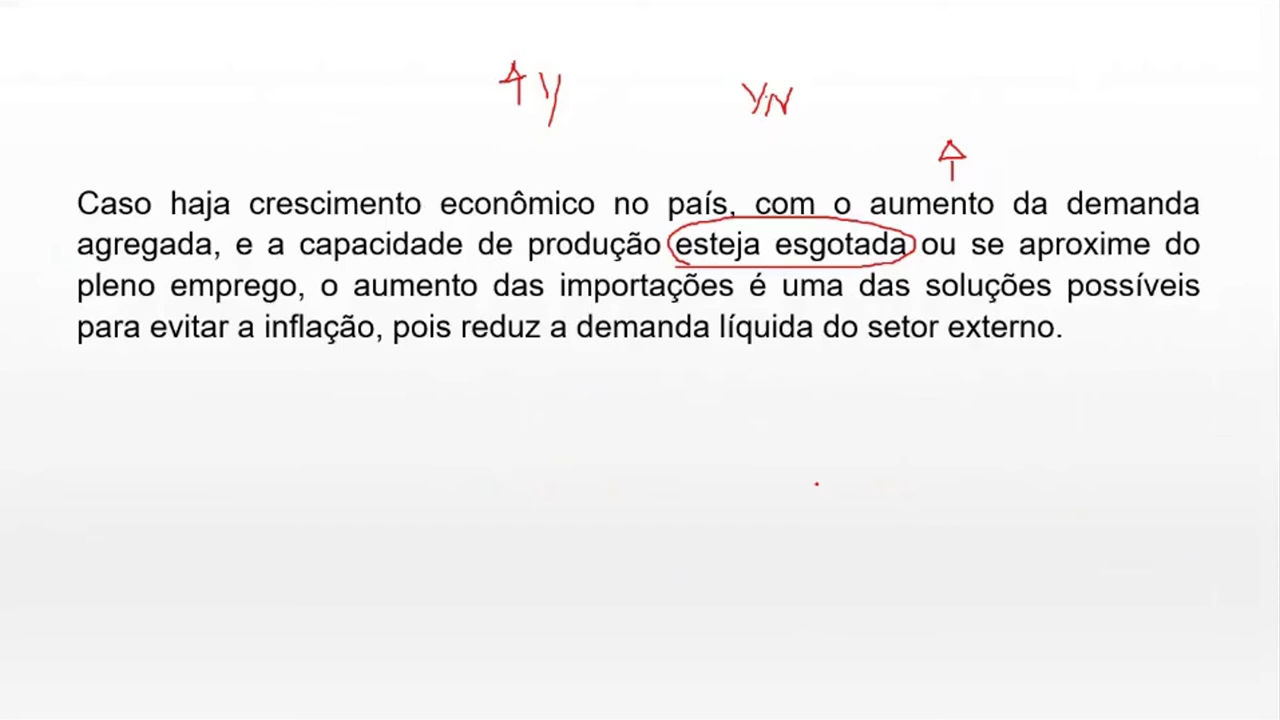 ↑ Y YN
↑
Caso haja crescimento econômico no país, com o aumento da demanda
agregada, e a capacidade de produção esteja esgotada ou se aproxime do
pleno emprego, o aumento das importações é uma das soluções possíveis
para evitar a inflação, pois reduz a demanda líquida do setor externo.